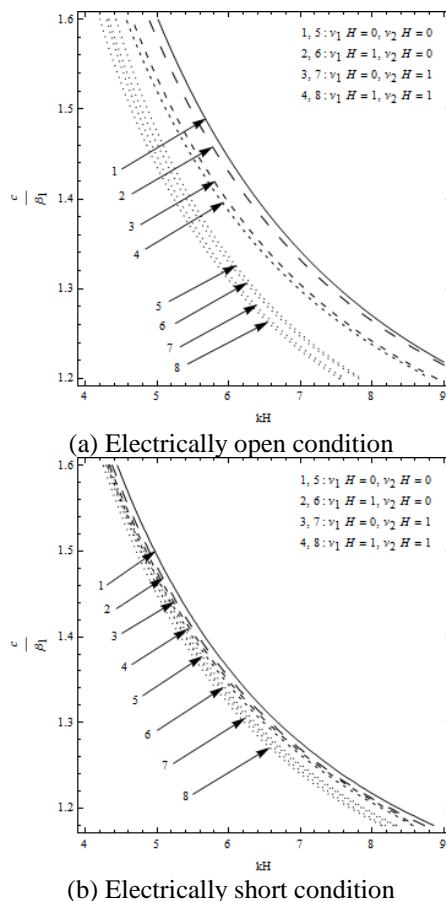 1.6
1, 5 : ν₁ H = 0, ν₂ H = 0
2, 6 : ν₁ H = 1, ν₂ H = 0
3, 7 : ν₁ H = 0, ν₂ H = 1
4, 8 : ν₁ H = 1, ν₂ H = 1
1.5
1
2
c
β₁
1.4
3
4
1.3
5
6
7
8
1.2
4 5 6 7 8 9
kH
(a) Electrically open condition
1.6
1, 5 : ν₁ H = 0, ν₂ H = 0
2, 6 : ν₁ H = 1, ν₂ H = 0
3, 7 : ν₁ H = 0, ν₂ H = 1
4, 8 : ν₁ H = 1, ν₂ H = 1
1.5
1
2
3
c
β₁
1.4
4
5
6
1.3
7
8
1.2
4 5 6 7 8 9
kH
(b) Electrically short condition